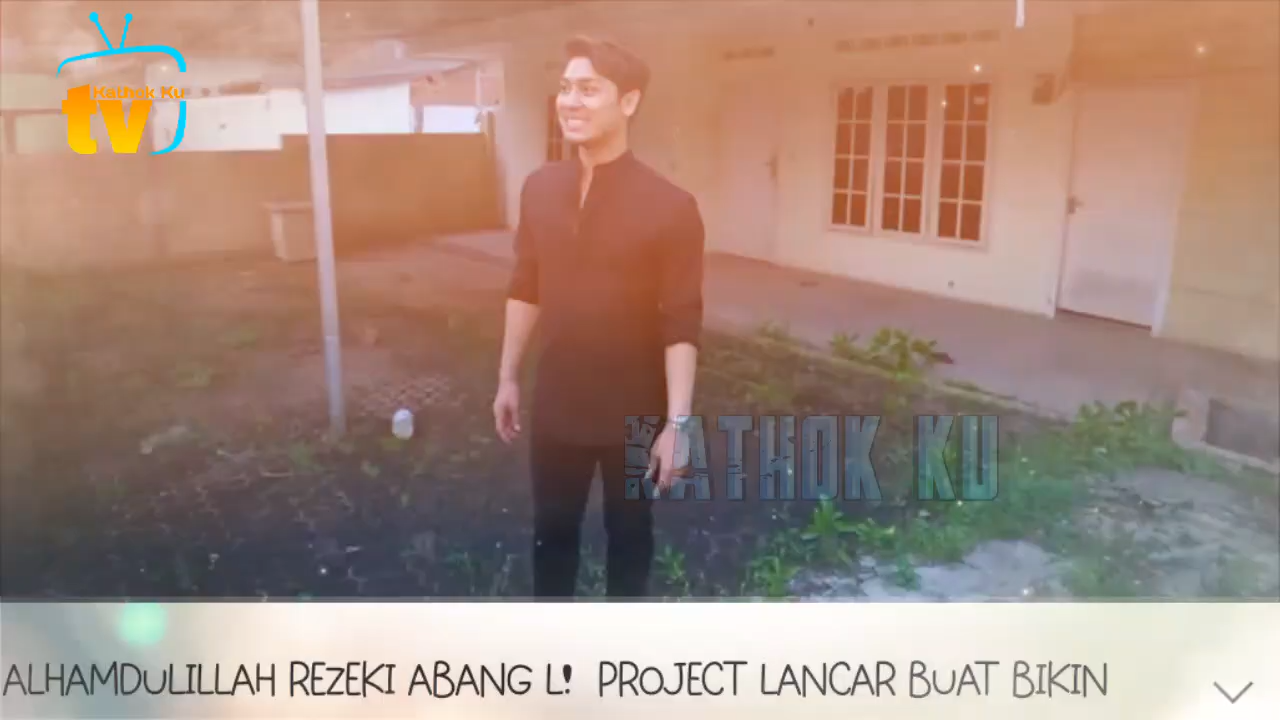 Kathok Ku
tv
KATHOK KU
ALHAMDULILLAH REZEKI ABANG L! PROJECT LANCAR BUAT BIKIN